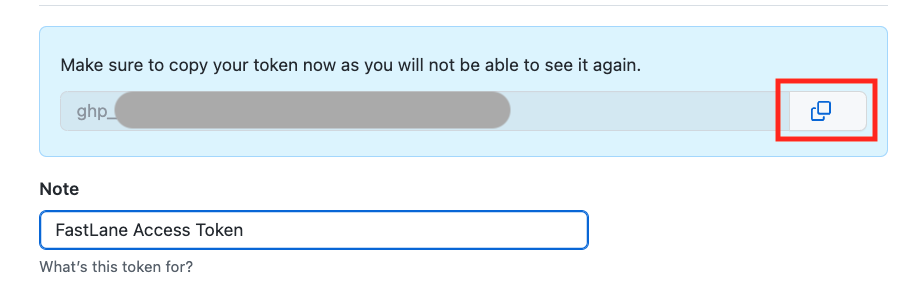 Make sure to copy your token now as you will not be able to see it again.
ghp_
Note
FastLane Access Token
What's this token for?